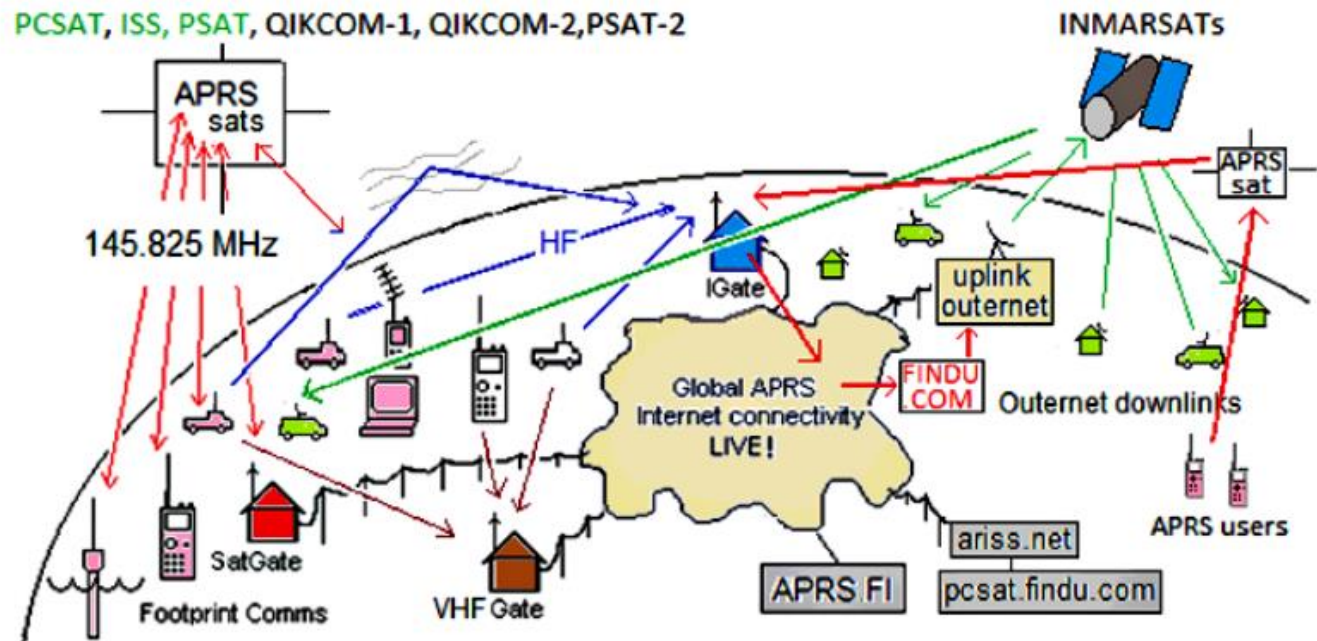 PCSAT, ISS, PSAT, QIKCOM-1, QIKCOM-2,PSAT-2
INMARSATs
APRS
sats
APRS
sat
145.825 MHz
HF
IGate
uplink
outernet
Global APRS
Internet connectivity
LIVE!
FINDU
COM
Outernet downlinks
SatGate
Footprint Comms
VHF Gate
APRS FI
ariss.net
pcsat.findu.com
APRS users